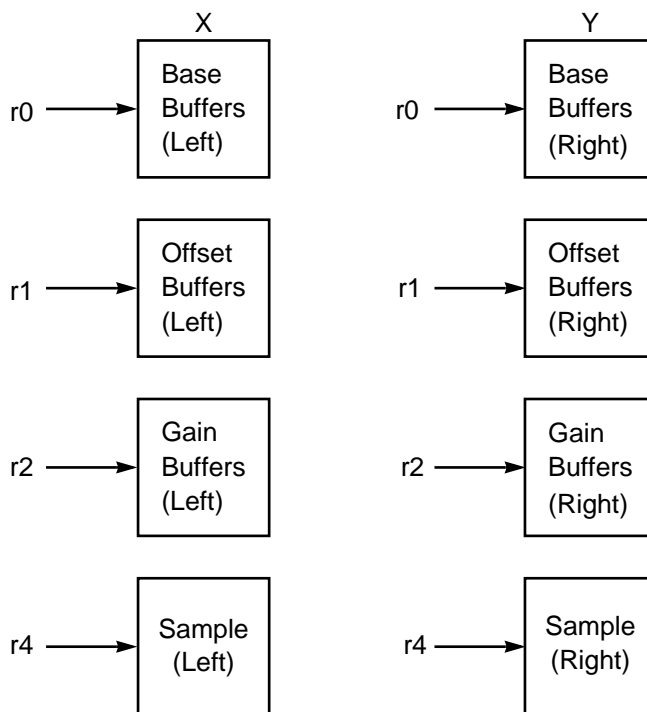 X Y
r0 Base Buffers (Left)
r0 Base Buffers (Right)
r1 Offset Buffers (Left)
r1 Offset Buffers (Right)
r2 Gain Buffers (Left)
r2 Gain Buffers (Right)
r4 Sample (Left)
r4 Sample (Right)